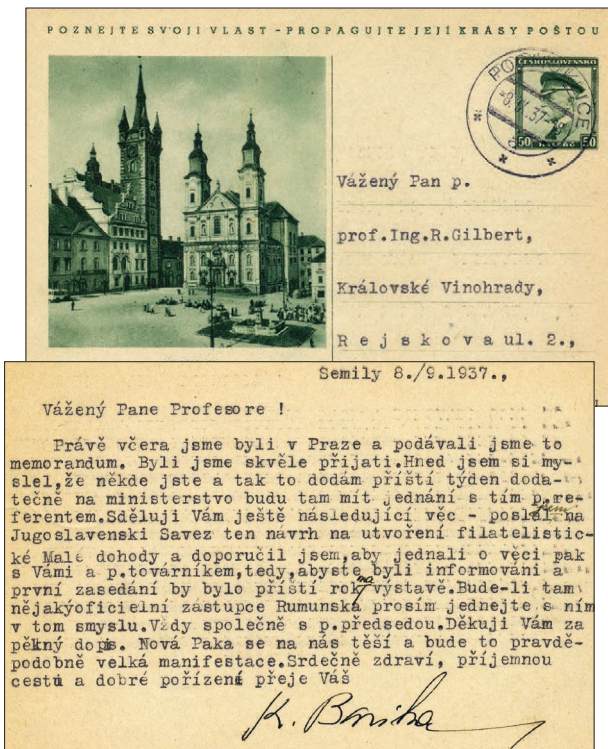 POZNEJTE SVOJI VLAST - PROPAGUJTE JEJÍ KRÁSY POŠTOU
ČESKOSLOVENSKO
50 50
Vážený Pan p.
prof.Ing.R.Gilbert,
Královské Vinohrady,
R e j s k o v a ul. 2.,
Semily 8./9.1937.,
Vážený Pane Profesore !
Právě včera jsme byli v Praze a podávali jsme to
memorandum. Byli jsme skvěle přijati.Hned jsem si my-
slel,že někde jste a tak to dodám příští týden doda-
tečně na ministerstvo budu tam mít jednání s tím p.re-
ferentem.Sděluji Vám ještě následující věc - poslal jsem na
Jugoslavenski Savez ten návrh na utvoření filatelistic-
ké Malé dohody a doporučil jsem,aby jednali o věci pak
s Vámi a p.továrníkem,tedy,abyste byli informováni a
první zasedání by bylo příští rok na výstavě.Bude-li tam
nějakýoficielní zástupce Rumunska prosím jednejte s ním
v tom smyslu.Vždy společně s p.předsedou.Děkuji Vám za
pěkný dopis. Nová Paka se na nás těší a bude to pravdě-
podobně velká manifestace.Srdečně zdraví, příjemnou
cestu a dobré pořízení přeje Váš